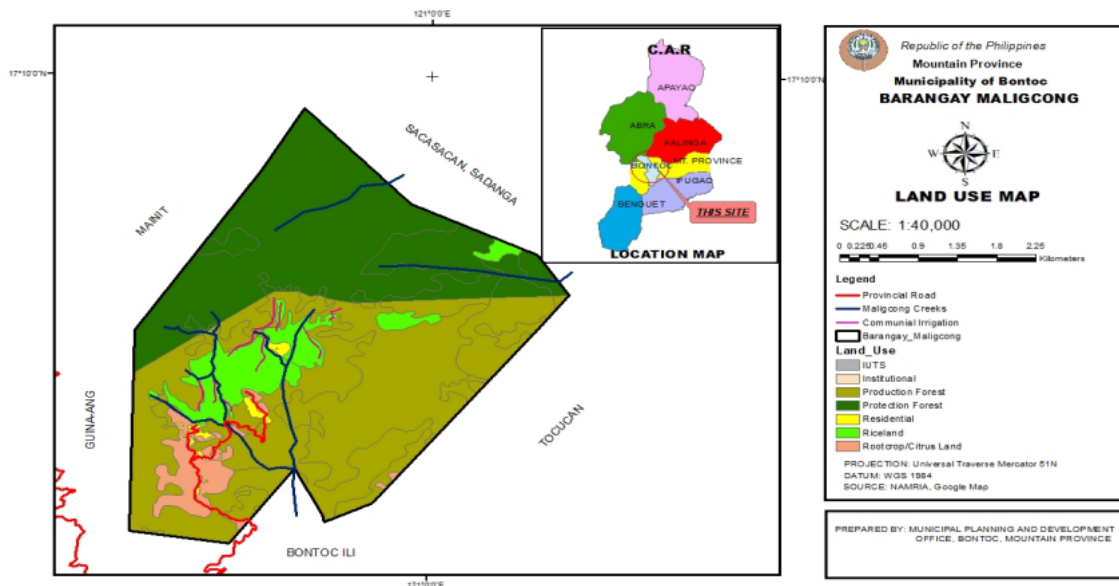 121°0'0"E
17°10'0"N
17°10'0"N
C.A.R
APAYAO
ABRA
KALINGA
BONTOC
MT. PROVINCE
IFUGAO
BENGUET
THIS SITE
LOCATION MAP
SACASACAN, SADANGA
MAINIT
GUINA-ANG
TOCUCAN
BONTOC ILI
121°0'0"E
Republic of the Philippines
Mountain Province
Municipality of Bontoc
BARANGAY MALIGCONG
N
W E
S
LAND USE MAP
SCALE: 1:40,000
0 0.225 0.45 0.9 1.35 1.8 2.25
Kilometers
Legend
Provincial Road
Maligcong Creeks
Communial Irrigation
Barangay_Maligcong
Land_Use
IUTS
Institutional
Production Forest
Protection Forest
Residential
Riceland
Rootcrop/Citrus Land
PROJECTION: Universal Traverse Mercator 51N
DATUM: WGS 1984
SOURCE: NAMRIA, Google Map
PREPARED BY: MUNICIPAL PLANNING AND DEVELOPMENT
OFFICE, BONTOC, MOUNTAIN PROVINCE